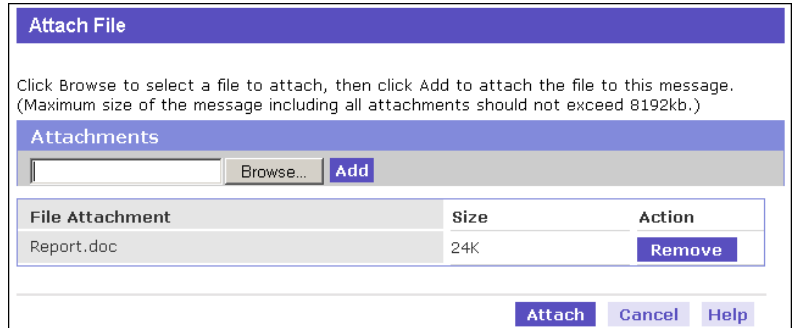 Attach File
Click Browse to select a file to attach, then click Add to attach the file to this message.
(Maximum size of the message including all attachments should not exceed 8192kb.)
Attachments
Browse... Add
File Attachment Size Action
Report.doc 24K Remove
Attach Cancel Help